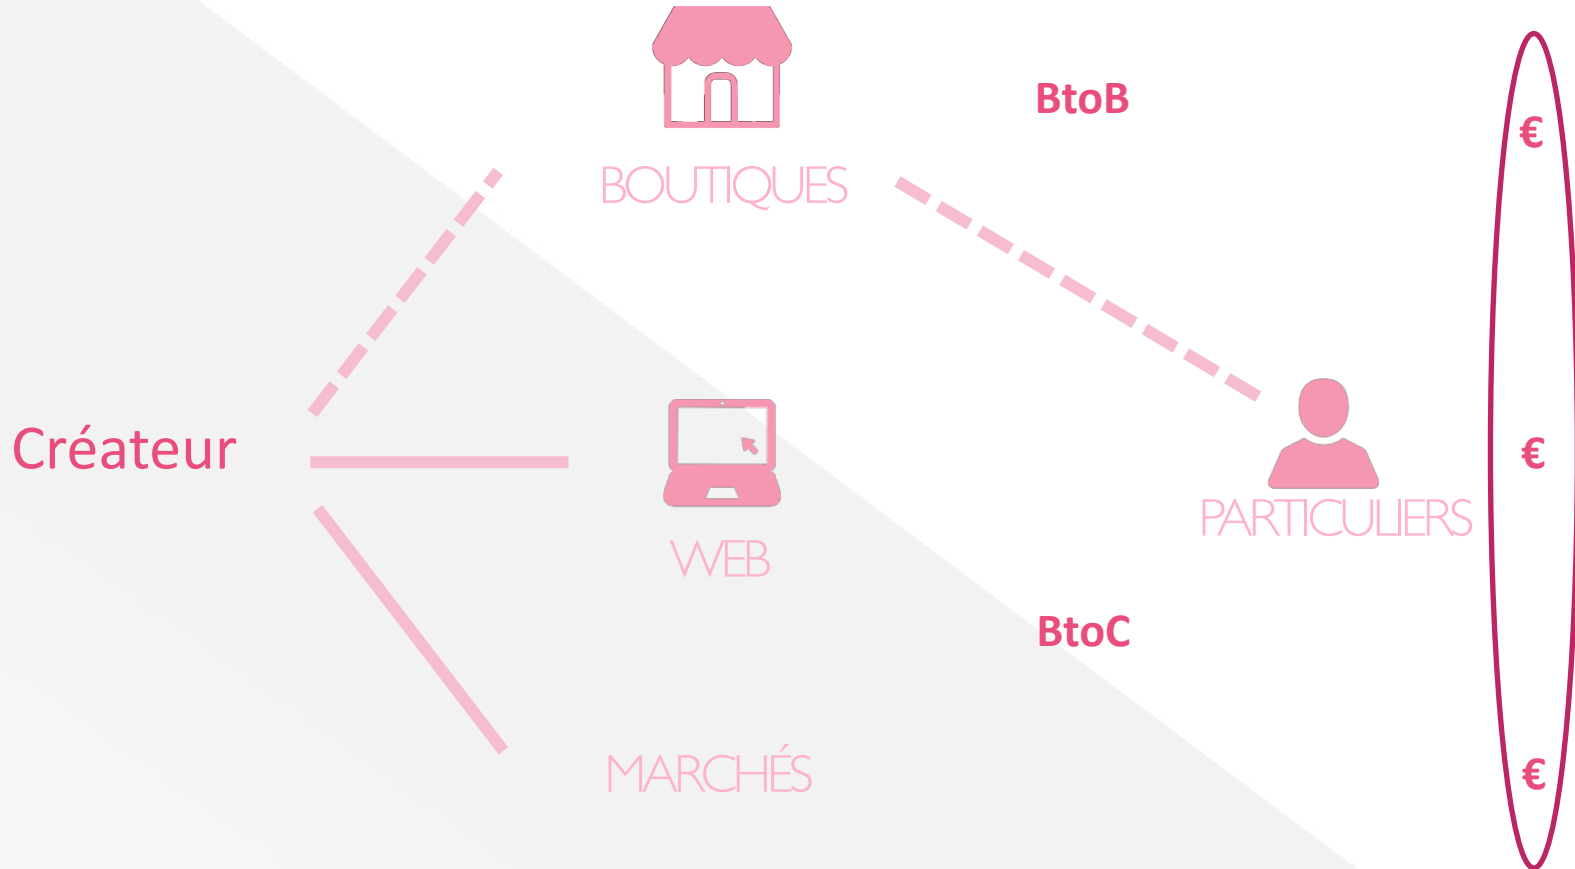 BtoB
€
BOUTIQUES
Créateur
€
PARTICULIERS
WEB
BtoC
MARCHÉS
€